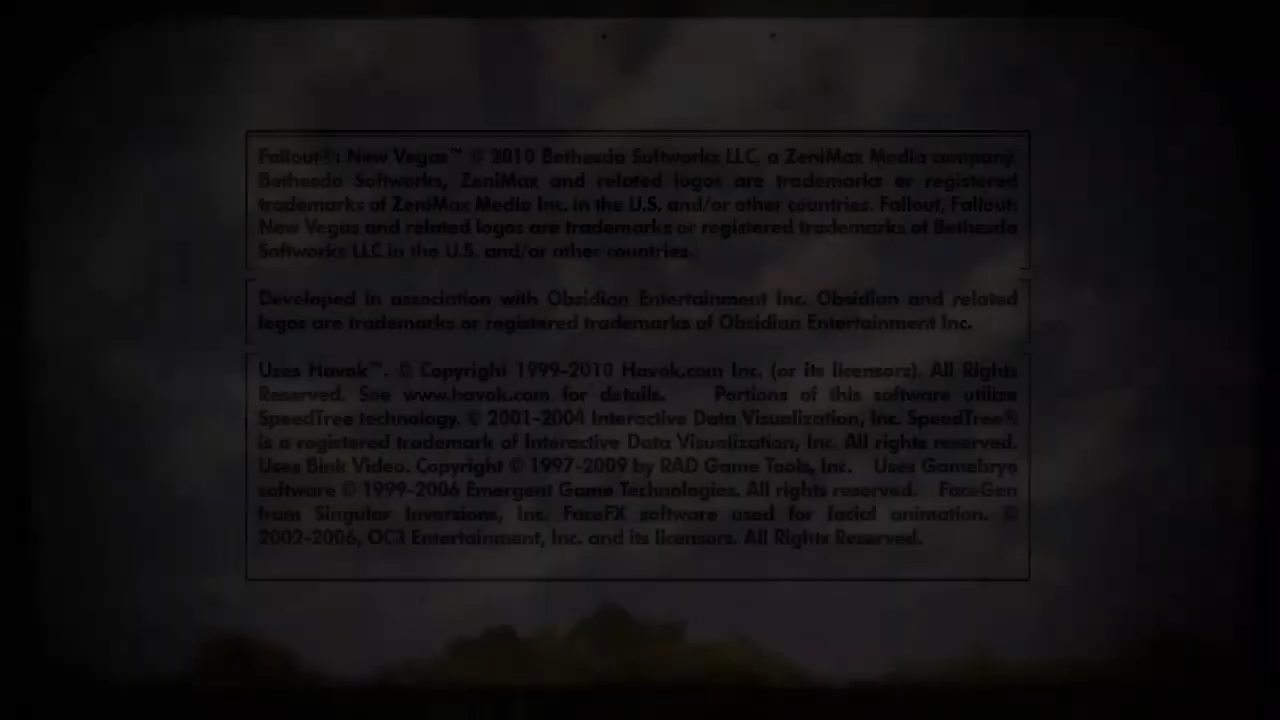 Fallout®: New Vegas™ © 2010 Bethesda Softworks LLC, a ZeniMax Media company.
Bethesda Softworks, ZeniMax and related logos are trademarks or registered
trademarks of ZeniMax Media Inc. in the U.S. and/or other countries. Fallout, Fallout:
New Vegas and related logos are trademarks or registered trademarks of Bethesda
Softworks LLC in the U.S. and/or other countries.
Developed in association with Obsidian Entertainment Inc. Obsidian and related
logos are trademarks or registered trademarks of Obsidian Entertainment Inc.
Uses Havok™. © Copyright 1999-2010 Havok.com Inc. (or its licensors). All Rights
Reserved. See www.havok.com for details. Portions of this software utilize
SpeedTree technology. © 2001-2004 Interactive Data Visualization, Inc. SpeedTree®
is a registered trademark of Interactive Data Visualization, Inc. All rights reserved.
Uses Bink Video. Copyright © 1997-2009 by RAD Game Tools, Inc. Uses Gamebryo
software © 1999-2006 Emergent Game Technologies. All rights reserved. FaceGen
from Singular Inversions, Inc. FaceFX software used for facial animation. ©
2002-2006, OC3 Entertainment, Inc. and its licensors. All Rights Reserved.